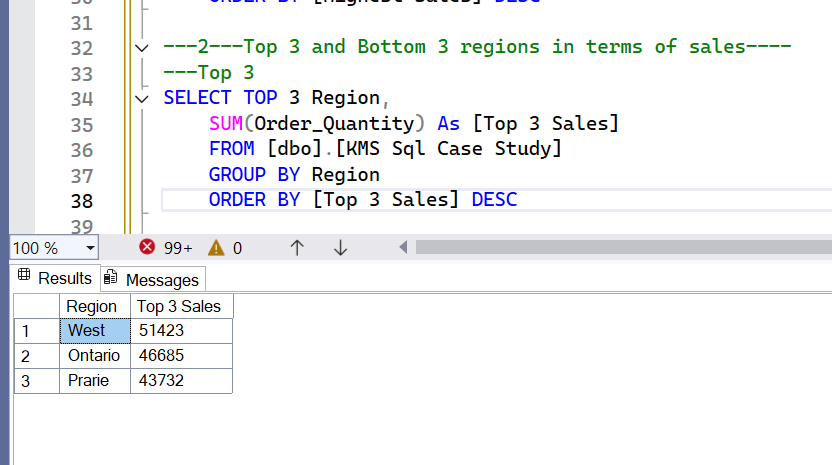 30 ORDER BY [Highest Sales] DESC
31
32 ---2---Top 3 and Bottom 3 regions in terms of sales----
33 ---Top 3
34 SELECT TOP 3 Region,
35 SUM(Order_Quantity) As [Top 3 Sales]
36 FROM [dbo].[KMS Sql Case Study]
37 GROUP BY Region
38 ORDER BY [Top 3 Sales] DESC
39
100 % 99+ 0
Results Messages
Region Top 3 Sales
1 West 51423
2 Ontario 46685
3 Prarie 43732